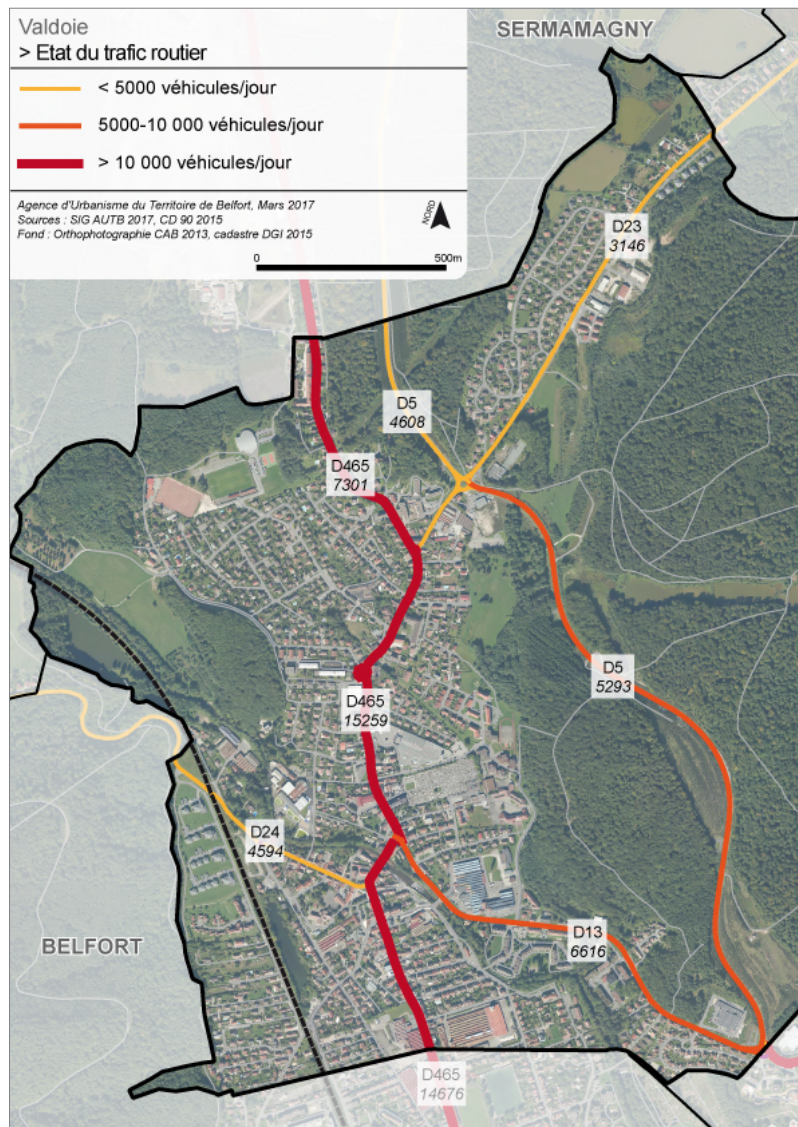 Valdoie
> Etat du trafic routier
< 5000 véhicules/jour
5000-10 000 véhicules/jour
> 10 000 véhicules/jour
Agence d'Urbanisme du Territoire de Belfort, Mars 2017
Sources : SIG AUTB 2017, CD 90 2015
Fond : Orthophotographie CAB 2013, cadastre DGI 2015
NORD
0 500m
SERMAMAGNY
D23
3146
D5
4608
D465
7301
D5
5293
D465
15259
D24
4594
BELFORT
D13
6616
D465
14676